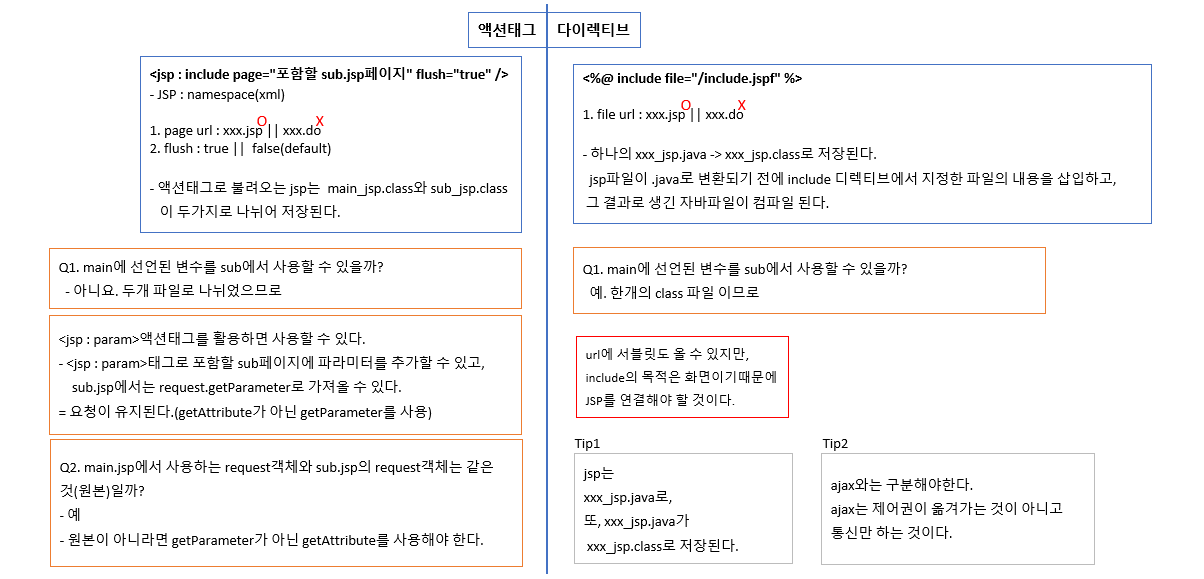 액션태그
<jsp : include page="포함할 sub.jsp페이지" flush="true" />
- JSP : namespace(xml)
O X
1. page url : xxx.jsp || xxx.do
2. flush : true || false(default)
- 액션태그로 불려오는 jsp는 main_jsp.class와 sub_jsp.class
이 두가지로 나뉘어 저장된다.
Q1. main에 선언된 변수를 sub에서 사용할 수 있을까?
- 아니요. 두개 파일로 나뉘었으므로
<jsp : param>액션태그를 활용하면 사용할 수 있다.
- <jsp : param>태그로 포함할 sub페이지에 파라미터를 추가할 수 있고,
sub.jsp에서는 request.getParameter로 가져올 수 있다.
= 요청이 유지된다.(getAttribute가 아닌 getParameter를 사용)
Q2. main.jsp에서 사용하는 request객체와 sub.jsp의 request객체는 같은
것(원본)일까?
- 예
- 원본이 아니라면 getParameter가 아닌 getAttribute를 사용해야 한다.
다이렉티브
<%@ include file="/include.jspf" %>
O X
1. file url : xxx.jsp || xxx.do
- 하나의 xxx_jsp.java -> xxx_jsp.class로 저장된다.
jsp파일이 .java로 변환되기 전에 include 디렉티브에서 지정한 파일의 내용을 삽입하고,
그 결과로 생긴 자바파일이 컴파일 된다.
Q1. main에 선언된 변수를 sub에서 사용할 수 있을까?
예. 한개의 class 파일 이므로
url에 서블릿도 올 수 있지만,
include의 목적은 화면이기때문에
JSP를 연결해야 할 것이다.
Tip1
jsp는
xxx_jsp.java로,
또, xxx_jsp.java가
xxx_jsp.class로 저장된다.
Tip2
ajax와는 구분해야한다.
ajax는 제어권이 옮겨가는 것이 아니고
통신만 하는 것이다.